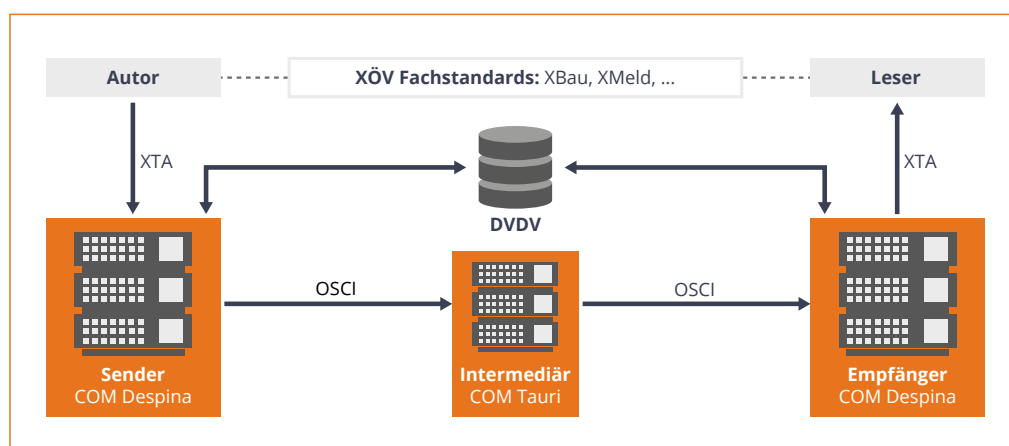 Autor
XÖV Fachstandards: XBau, XMeld, ...
Leser
XTA
XTA
DVDV
OSCI
OSCI
Sender
COM Despina
Intermediär
COM Tauri
Empfänger
COM Despina